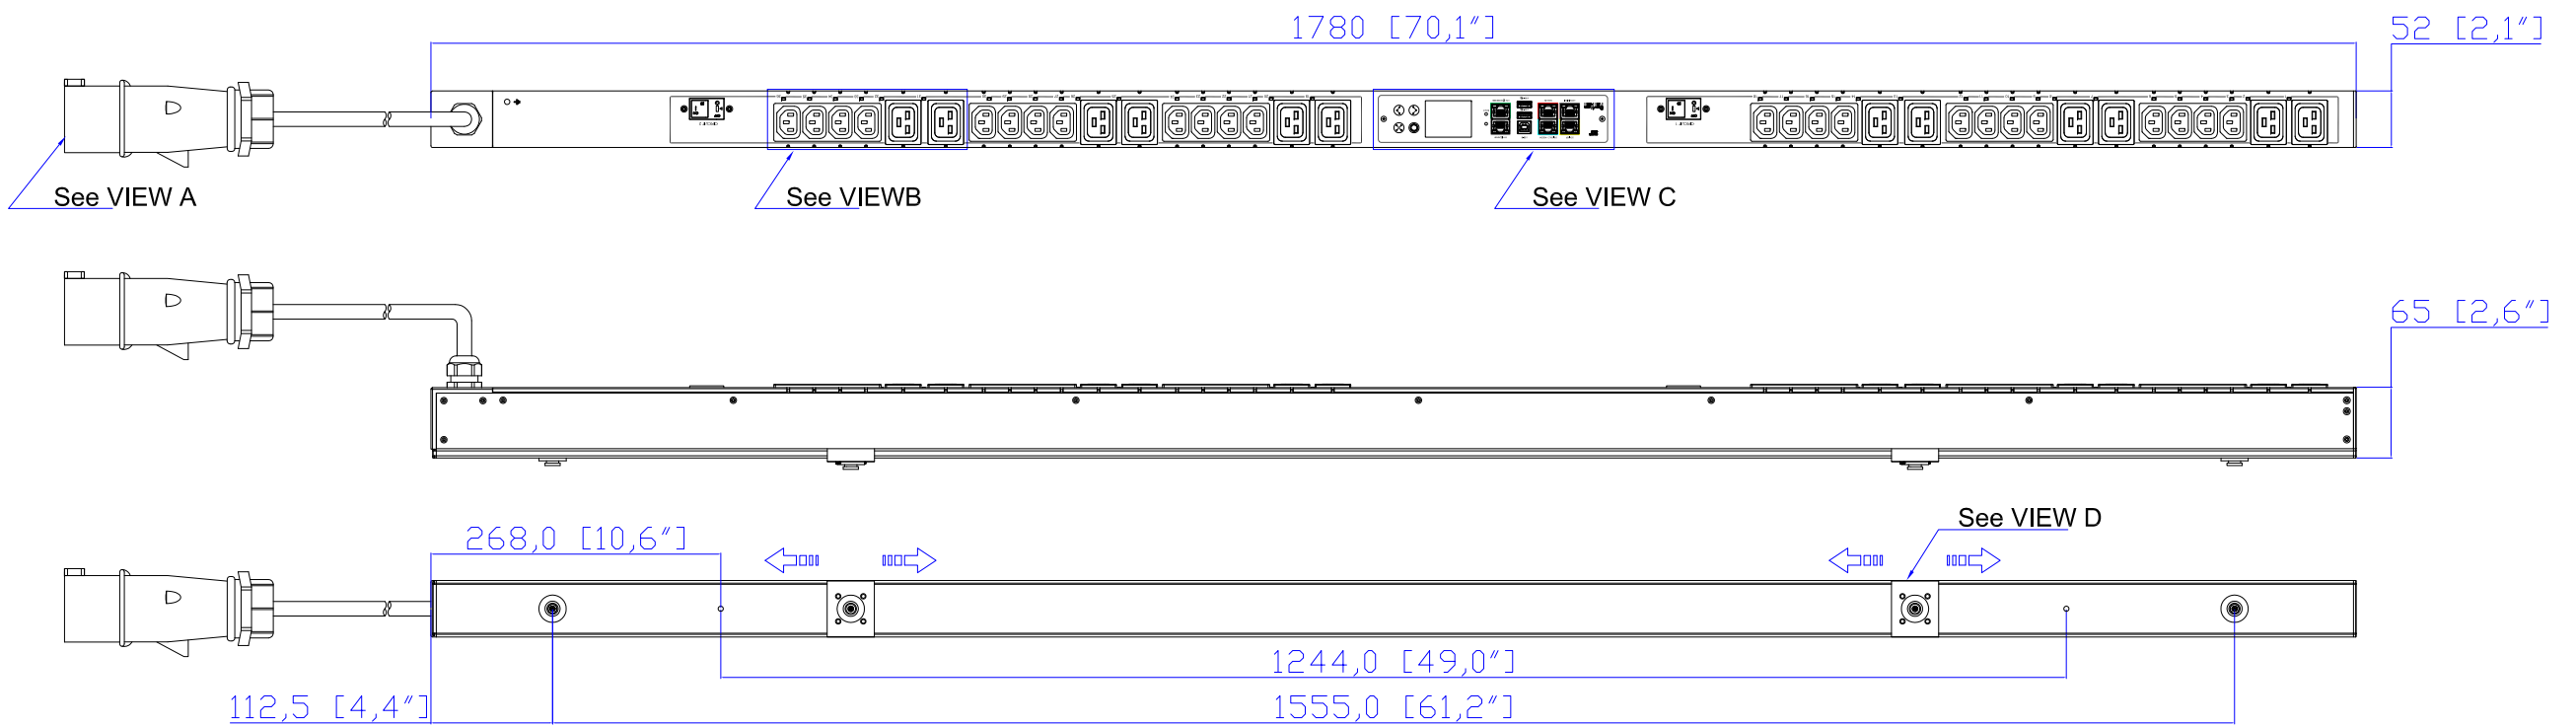 1780 [70,1"]
52 [2,1"]
See VIEW A
See VIEWB
See VIEW C
65 [2,6"]
See VIEW D
268,0 [10,6"]
1244,0 [49,0"]
112,5 [4,4"]
1555,0 [61,2"]